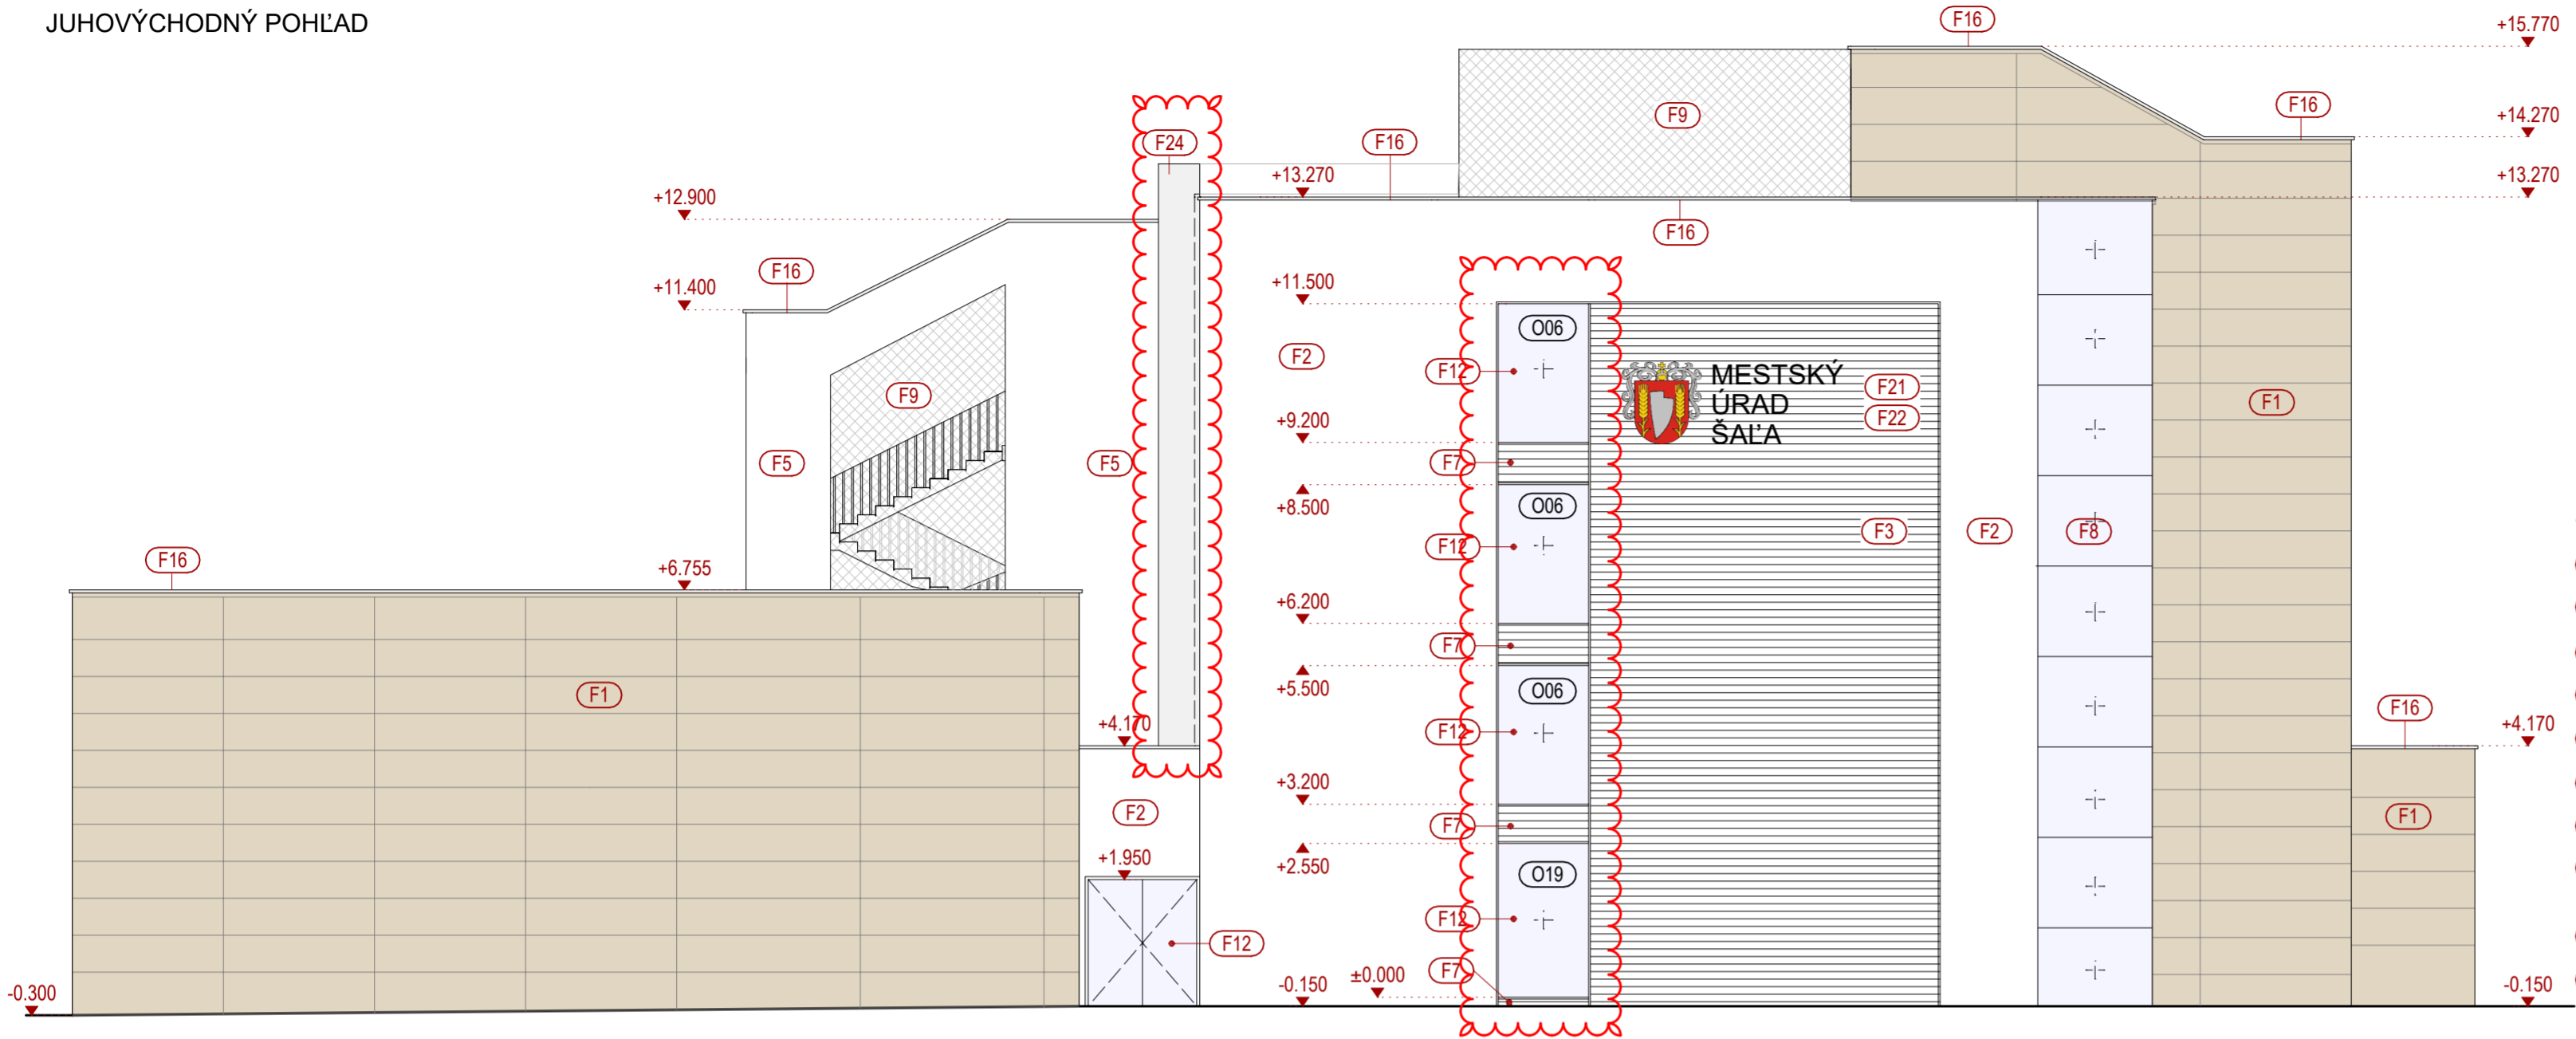 JUHOVÝCHODNÝ POHĽAD
F16
+15.770
F16
+14.270
F9
F24
F16
+13.270
+13.270
+12.900
F16
F16
+11.400
+11.500
O06
F2
F12
MESTSKÝ
ÚRAD
ŠAĽA
F21
F22
F9
F1
+9.200
F5
F5
F7
+8.500
O06
F12
F3
F2
F8
F16
+6.755
+6.200
F7
+5.500
O06
F1
F16
+4.170
F12
+4.170
+3.200
F2
F7
F1
+1.950
+2.550
O19
F12
F12
F7
±0.000
-0.300
-0.150
-0.150